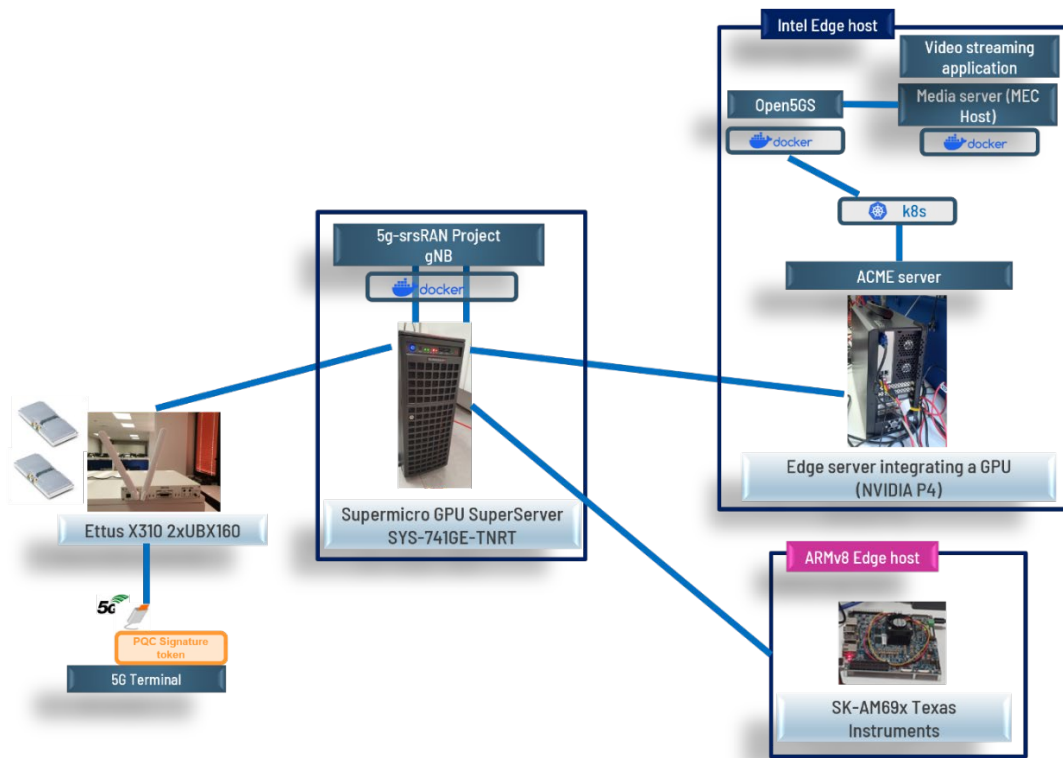 Intel Edge host
Video streaming
application
Open5GS
Media server (MEC
Host)
docker
docker
k8s
ACME server
Edge server integrating a GPU
(NVIDIA P4)
5g-srsRAN Project
gNB
docker
Supermicro GPU SuperServer
SYS-741GE-TNRT
Ettus X310 2xUBX160
5G
PQC Signature
token
5G Terminal
ARMv8 Edge host
SK-AM69x Texas
Instruments